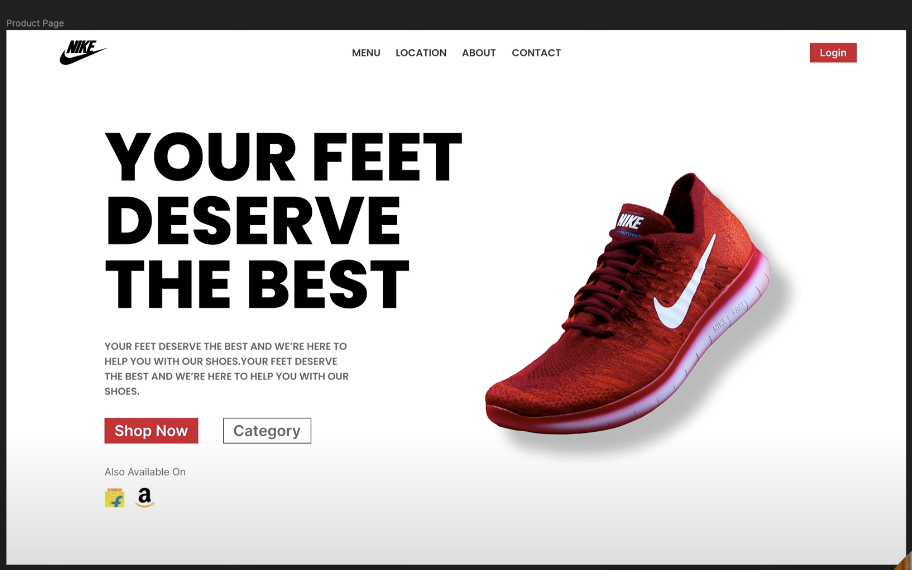 Product Page
NIKE
MENU LOCATION ABOUT CONTACT
Login
YOUR FEET
DESERVE
THE BEST
NIKE
NIKE FREE
YOUR FEET DESERVE THE BEST AND WE'RE HERE TO
HELP YOU WITH OUR SHOES.YOUR FEET DESERVE
THE BEST AND WE'RE HERE TO HELP YOU WITH OUR
SHOES.
Shop Now
Category
Also Available On
f
a